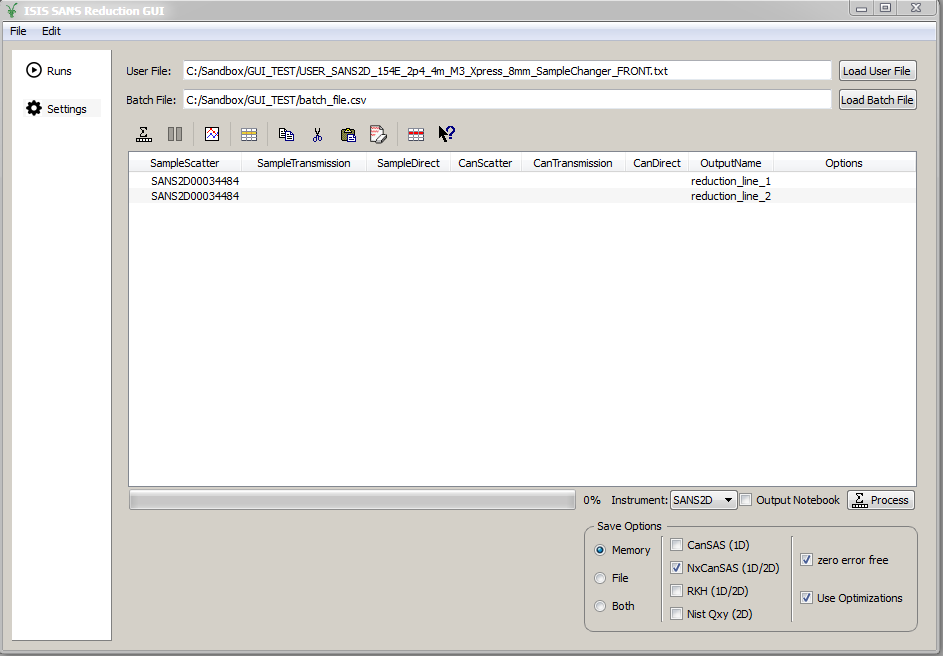 ISIS SANS Reduction GUI
File Edit
Runs
Settings
User File: C:/Sandbox/GUI_TEST/USER_SANS2D_154E_2p4_4m_M3_Xpress_8mm_SampleChanger_FRONT.txt Load User File
Batch File: C:/Sandbox/GUI_TEST/batch_file.csv Load Batch File
SampleScatter SampleTransmission SampleDirect CanScatter CanTransmission CanDirect OutputName Options
SANS2D00034484 reduction_line_1
SANS2D00034484 reduction_line_2
0% Instrument: SANS2D Output Notebook Process
Save Options
Memory
File
Both
CanSAS (1D)
NxCanSAS (1D/2D)
RKH (1D/2D)
Nist Qxy (2D)
zero error free
Use Optimizations